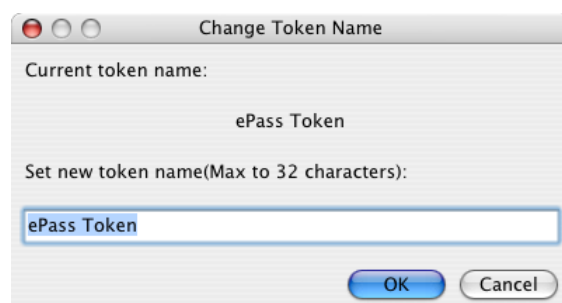 Change Token Name
Current token name:
ePass Token
Set new token name(Max to 32 characters):
ePass Token
OK Cancel